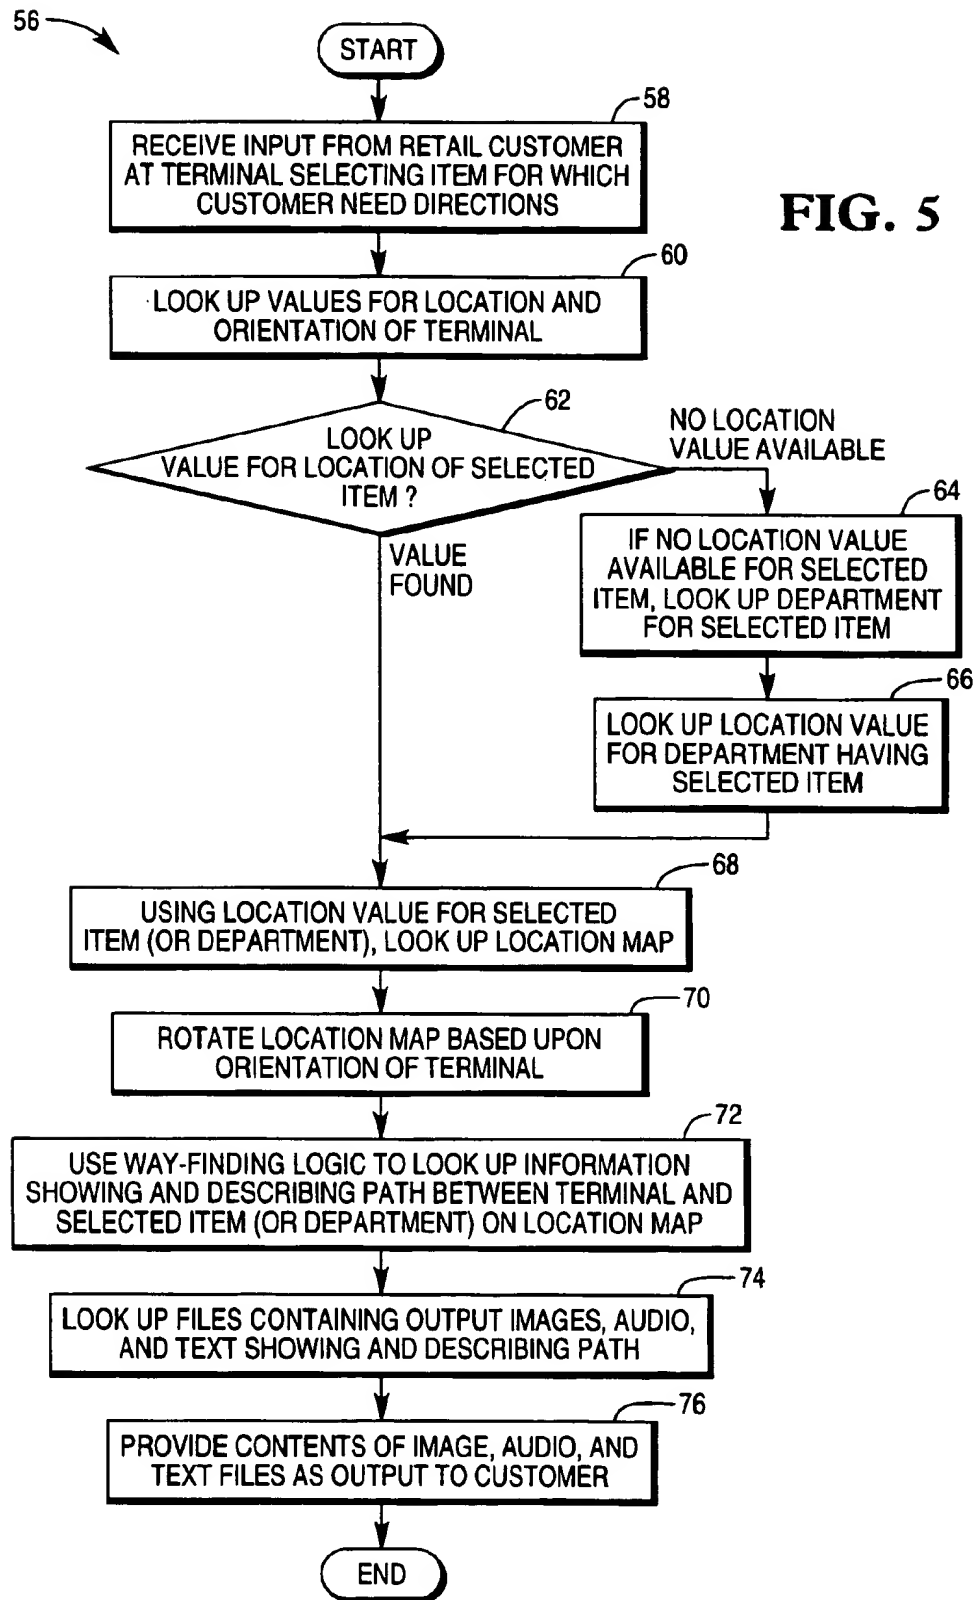 56
START
58
RECEIVE INPUT FROM RETAIL CUSTOMER
AT TERMINAL SELECTING ITEM FOR WHICH
CUSTOMER NEED DIRECTIONS
FIG. 5
60
LOOK UP VALUES FOR LOCATION AND
ORIENTATION OF TERMINAL
62
LOOK UP
VALUE FOR LOCATION OF SELECTED
ITEM ?
NO LOCATION
VALUE AVAILABLE
VALUE
FOUND
64
IF NO LOCATION VALUE
AVAILABLE FOR SELECTED
ITEM, LOOK UP DEPARTMENT
FOR SELECTED ITEM
66
LOOK UP LOCATION VALUE
FOR DEPARTMENT HAVING
SELECTED ITEM
68
USING LOCATION VALUE FOR SELECTED
ITEM (OR DEPARTMENT), LOOK UP LOCATION MAP
70
ROTATE LOCATION MAP BASED UPON
ORIENTATION OF TERMINAL
72
USE WAY-FINDING LOGIC TO LOOK UP INFORMATION
SHOWING AND DESCRIBING PATH BETWEEN TERMINAL AND
SELECTED ITEM (OR DEPARTMENT) ON LOCATION MAP
74
LOOK UP FILES CONTAINING OUTPUT IMAGES, AUDIO,
AND TEXT SHOWING AND DESCRIBING PATH
76
PROVIDE CONTENTS OF IMAGE, AUDIO, AND
TEXT FILES AS OUTPUT TO CUSTOMER
END